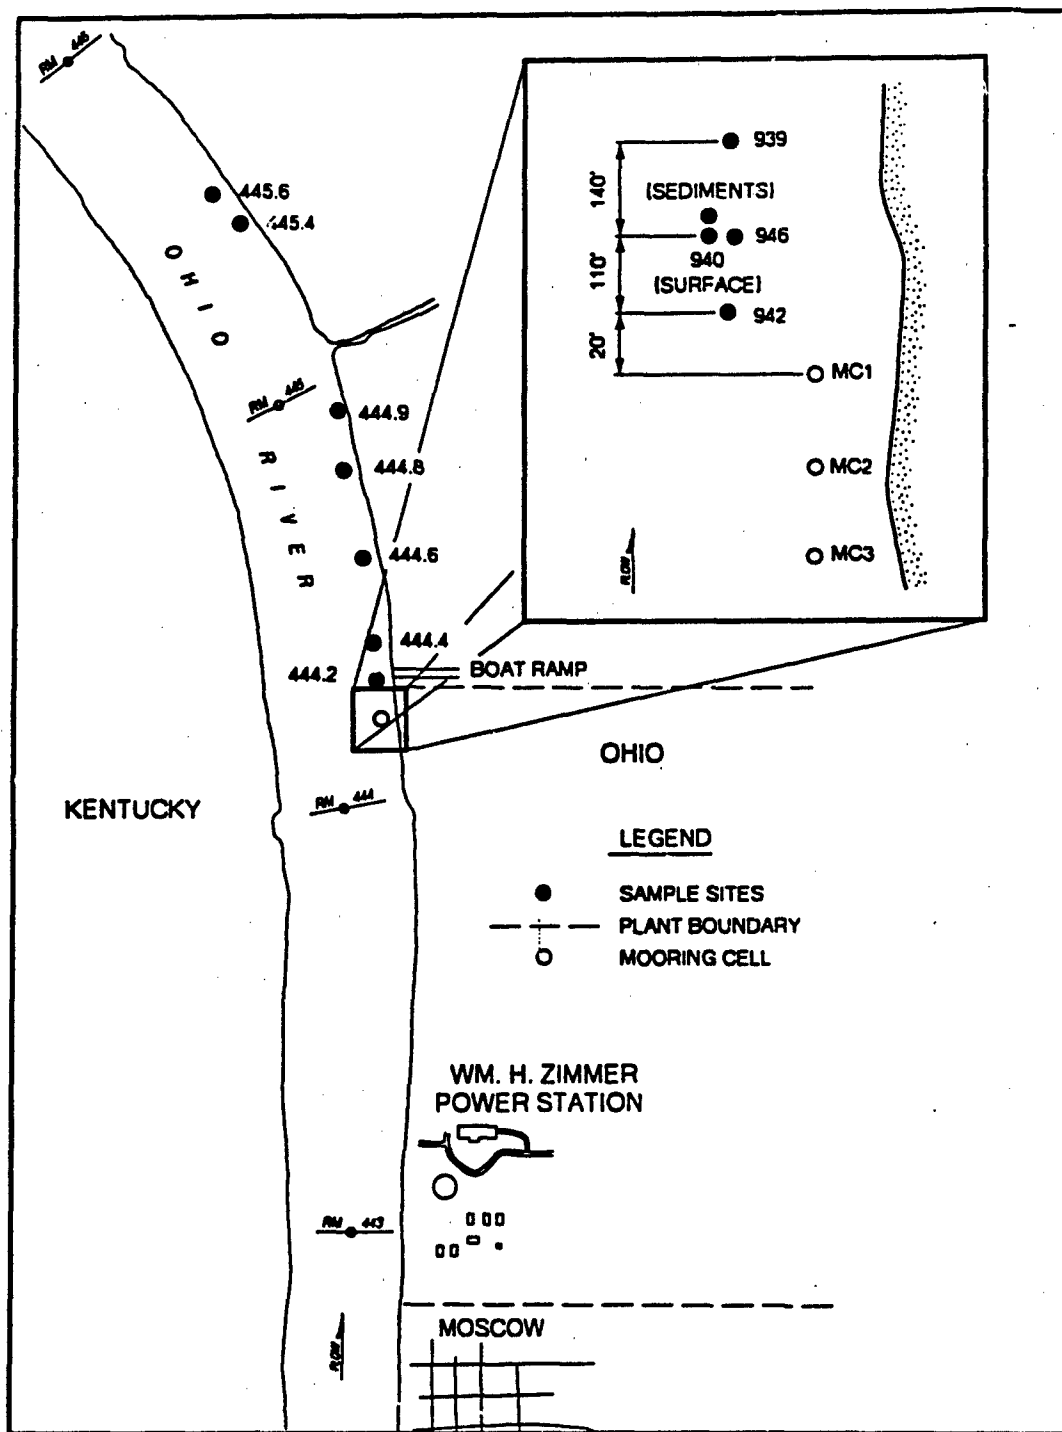 RM 446
445.6
445.4
OHIO
RIVER
RM 445
444.9
444.8
444.6
444.4
444.2
BOAT RAMP
939
140'
(SEDIMENTS)
946
940
110'
(SURFACE)
942
20'
MC1
MC2
MC3
FLOW
OHIO
KENTUCKY
RM 444
LEGEND
SAMPLE SITES
PLANT BOUNDARY
MOORING CELL
WM. H. ZIMMER
POWER STATION
RM 443
FLOW
MOSCOW